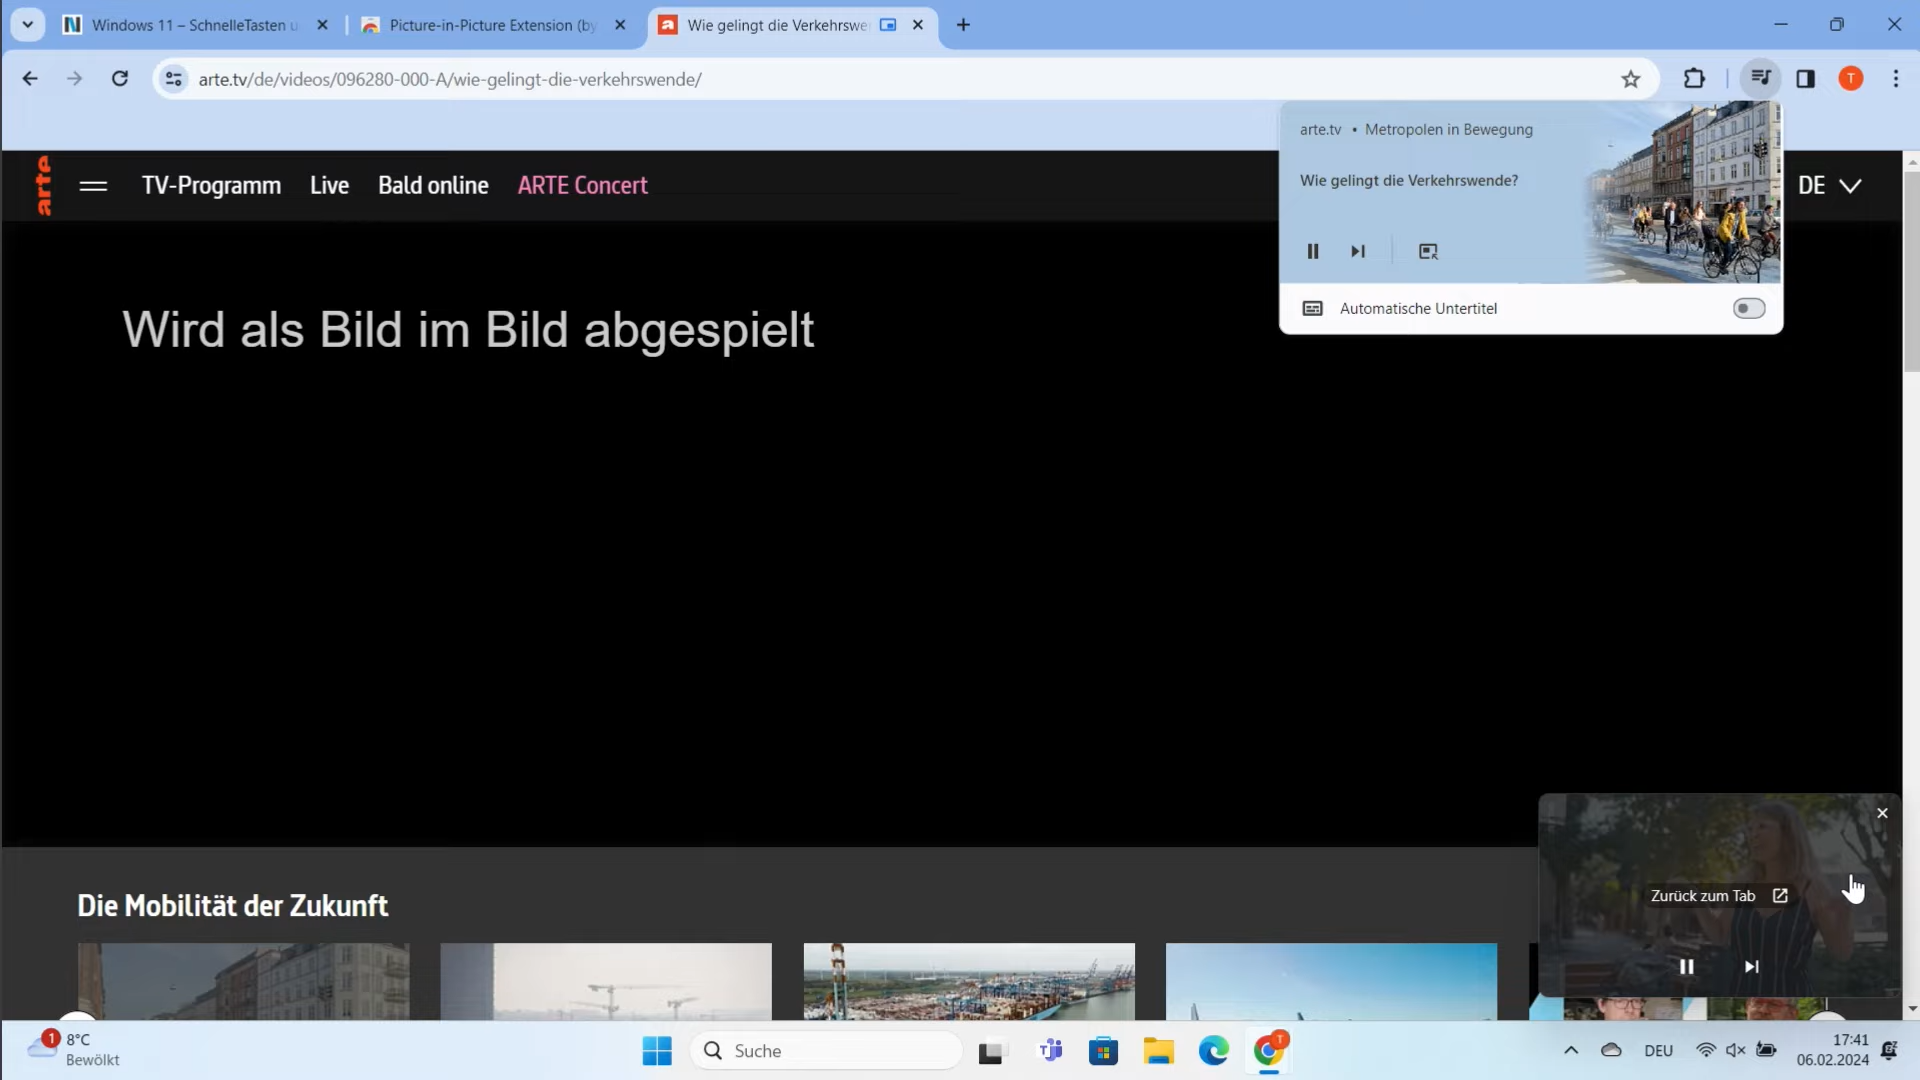 Windows 11 – SchnelleTasten u
Picture-in-Picture Extension (by
Wie gelingt die Verkehrswe
arte.tv/de/videos/096280-000-A/wie-gelingt-die-verkehrswende/
T
arte.tv • Metropolen in Bewegung
Wie gelingt die Verkehrswende?
Automatische Untertitel
arte
TV-Programm
Live
Bald online
ARTE Concert
DE
Wird als Bild im Bild abgespielt
Zurück zum Tab
Die Mobilität der Zukunft
1
8°C
Bewölkt
Suche
T
DEU
17:41
06.02.2024